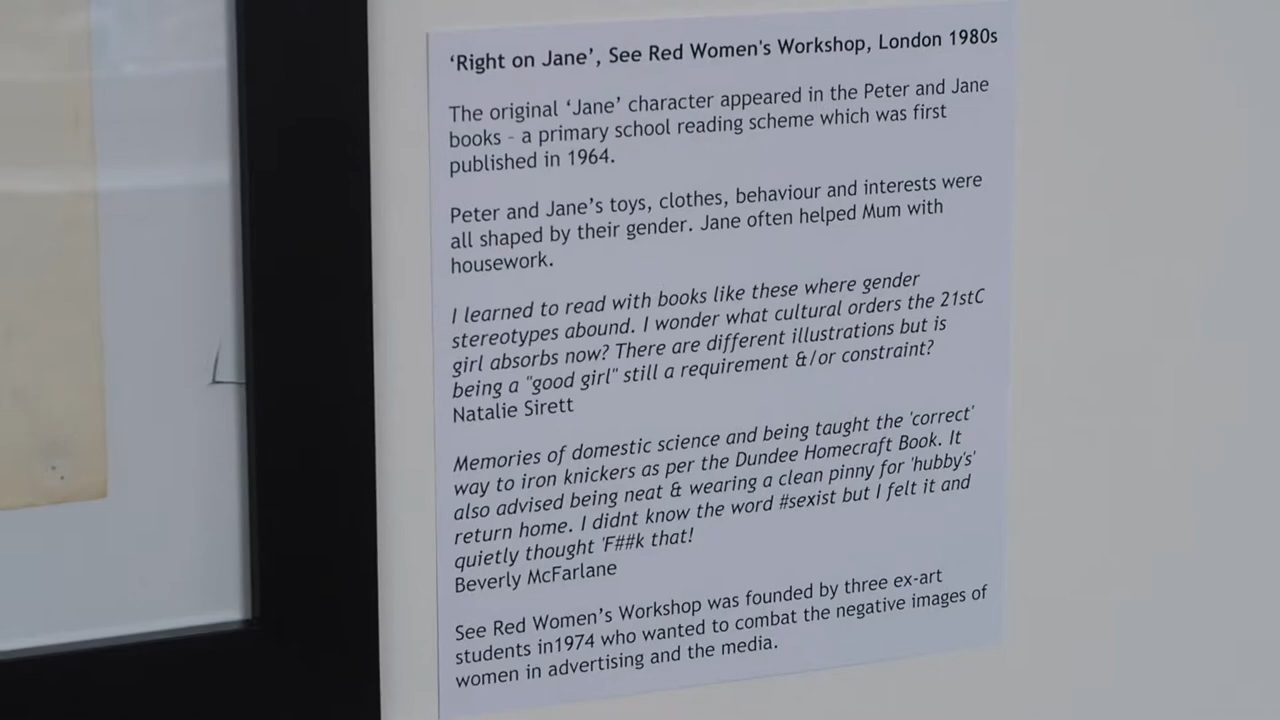 ‘Right on Jane’, See Red Women's Workshop, London 1980s
The original ‘Jane’ character appeared in the Peter and Jane
books – a primary school reading scheme which was first
published in 1964.
Peter and Jane’s toys, clothes, behaviour and interests were
all shaped by their gender. Jane often helped Mum with
housework.
I learned to read with books like these where gender
stereotypes abound. I wonder what cultural orders the 21stC
girl absorbs now? There are different illustrations but is
being a "good girl" still a requirement &/or constraint?
Natalie Sirett
Memories of domestic science and being taught the 'correct'
way to iron knickers as per the Dundee Homecraft Book. It
also advised being neat & wearing a clean pinny for 'hubby's'
return home. I didnt know the word #sexist but I felt it and
quietly thought 'F##k that!
Beverly McFarlane
See Red Women’s Workshop was founded by three ex-art
students in1974 who wanted to combat the negative images of
women in advertising and the media.